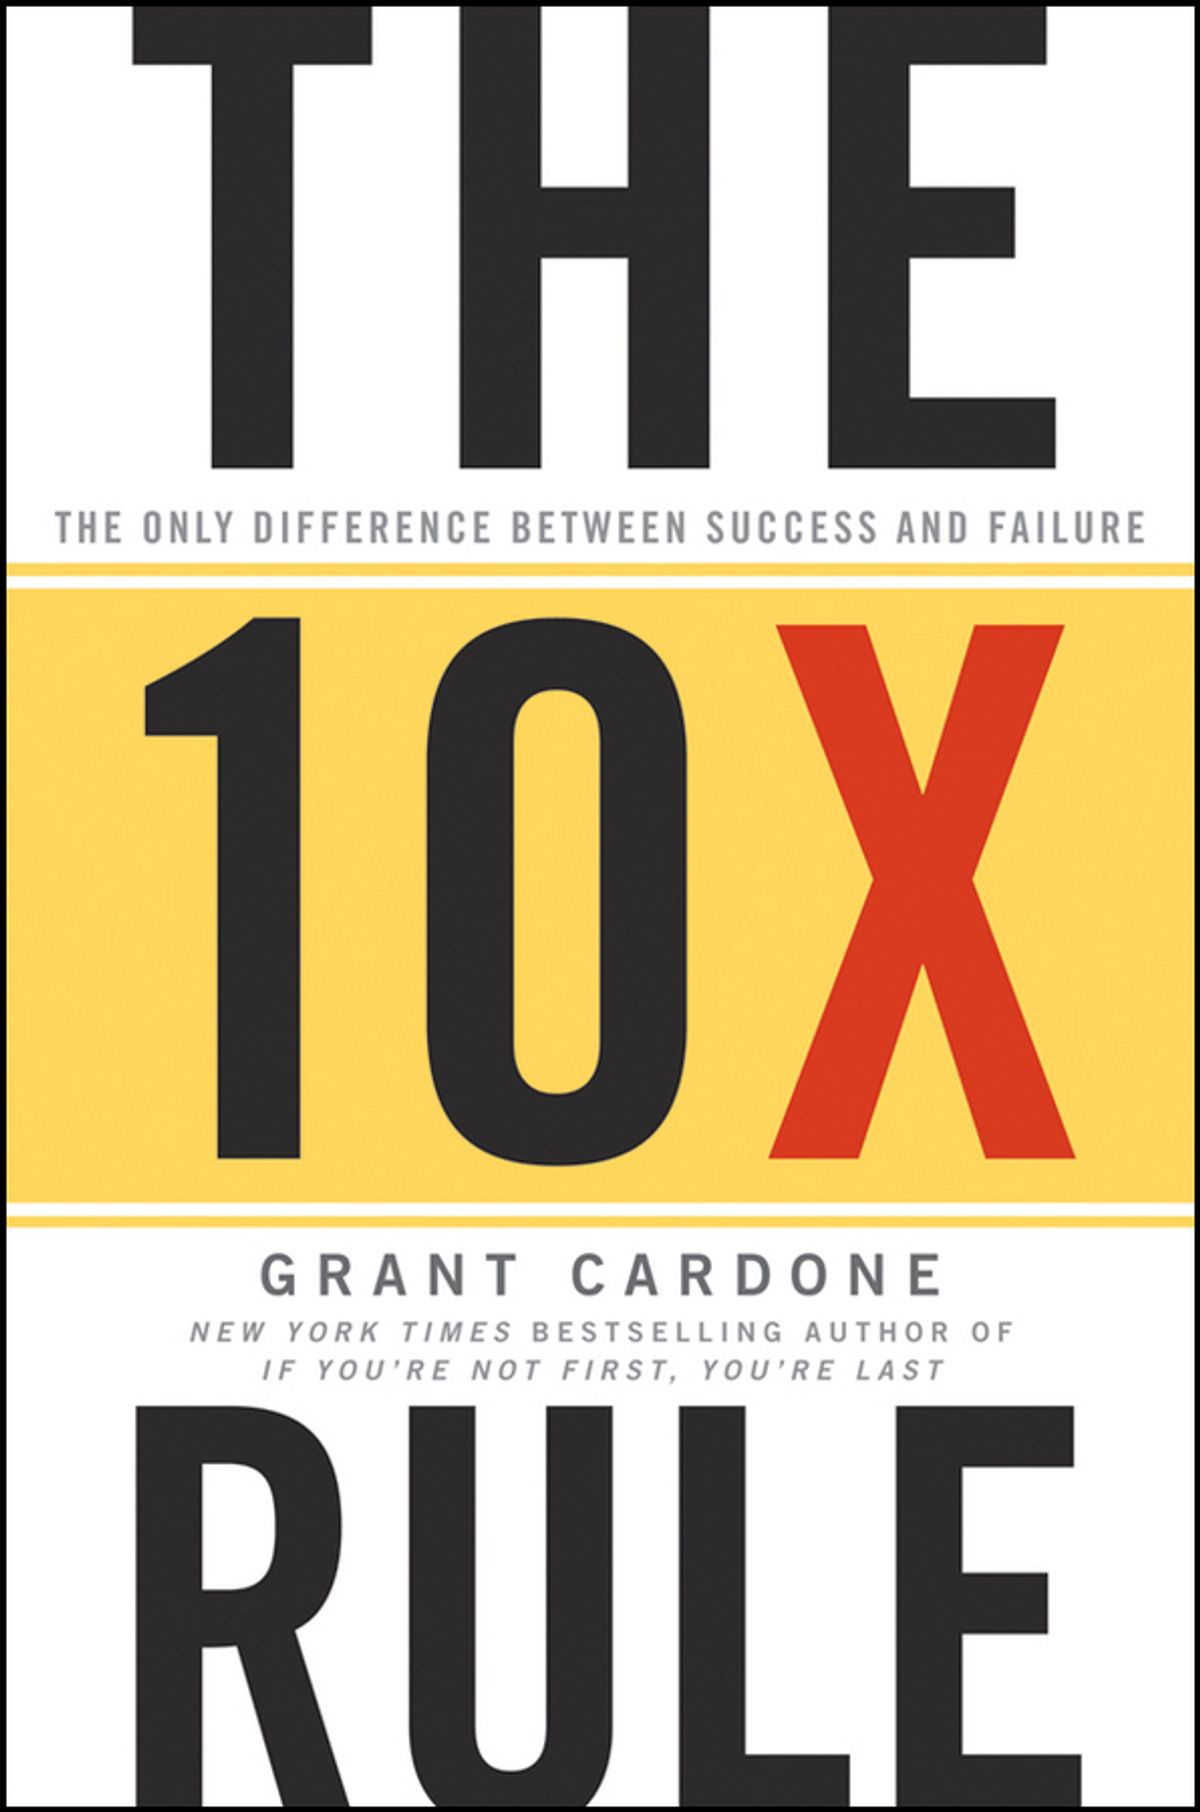 THE
THE ONLY DIFFERENCE BETWEEN SUCCESS AND FAILURE
10X
GRANT CARDONE
NEW YORK TIMES BESTSELLING AUTHOR OF
IF YOU'RE NOT FIRST, YOU'RE LAST
RULE